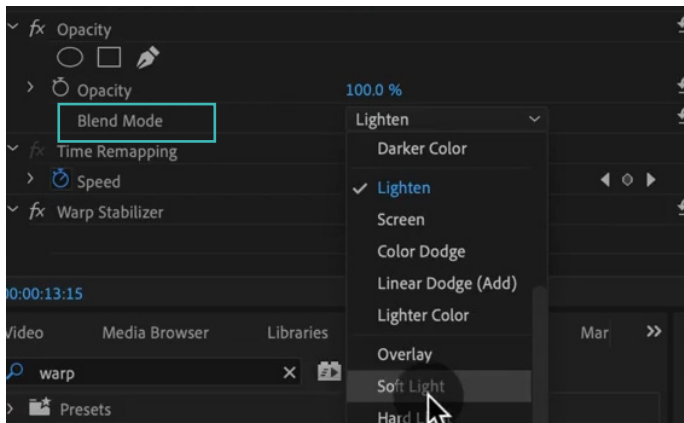 fx Opacity
Opacity 100.0 %
Blend Mode Lighten
Darker Color
fx Time Remapping
Lighten
Speed
Screen
fx Warp Stabilizer
Color Dodge
Linear Dodge (Add)
00:00:13:15
Lighter Color
Media Browser Libraries Mar
Overlay
warp
Soft Light
Presets
Hard